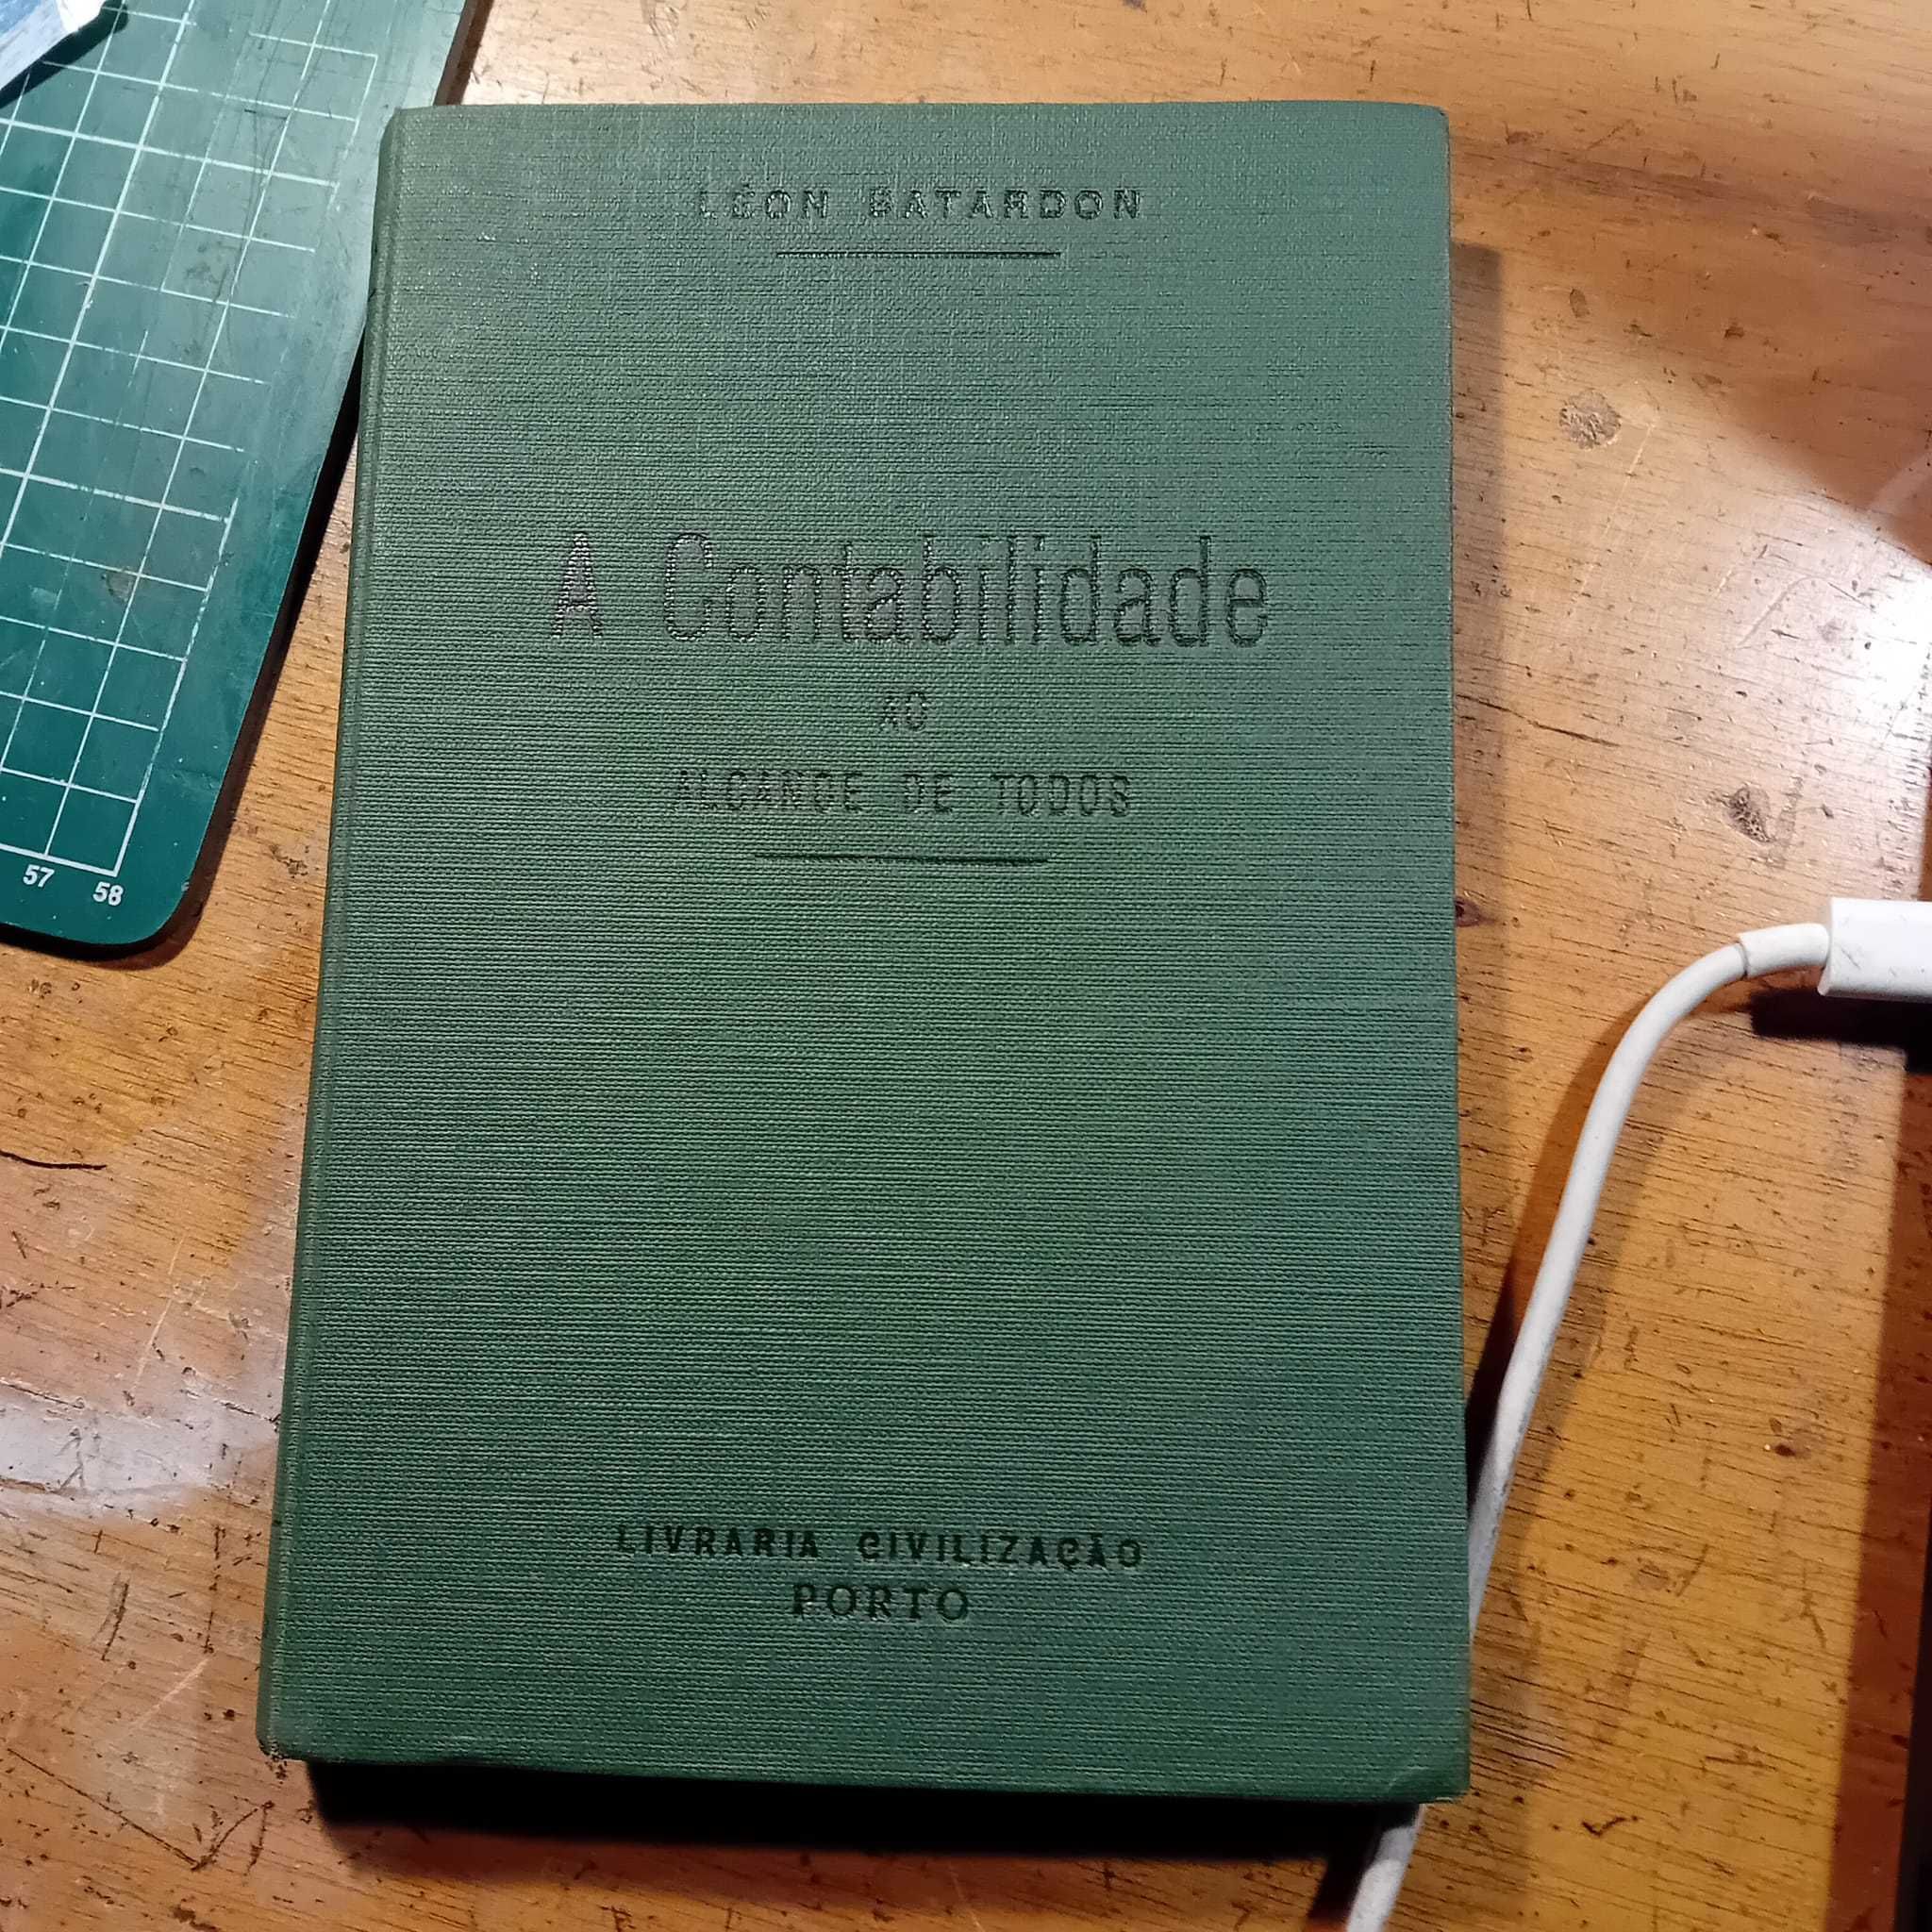 LÉON BATARDON
A Contabilidade
AO
ALCANCE DE TODOS
LIVRARIA CIVILIZAÇÃO
PORTO
57 58